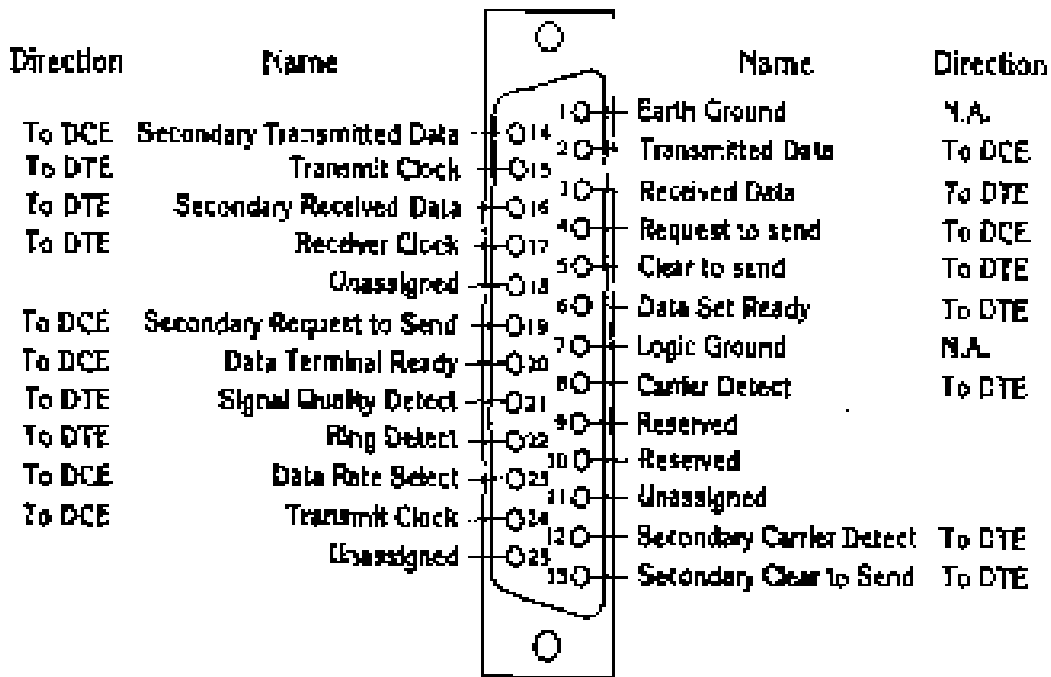 Direction Name Name Direction
1 Earth Ground N.A.
To DCE Secondary Transmitted Data 14
2 Transmitted Data To DCE
To DTE Transmit Clock 15
3 Received Data To DTE
To DTE Secondary Received Data 16
4 Request to send To DCE
To DTE Receiver Clock 17
5 Clear to send To DTE
Unassigned 18
6 Data Set Ready To DTE
To DCE Secondary Request to Send 19
7 Logic Ground N.A.
To DCE Data Terminal Ready 20
8 Carrier Detect To DTE
To DTE Signal Quality Detect 21
9 Reserved
To DTE Ring Detect 22
10 Reserved
To DCE Data Rate Select 23
11 Unassigned
To DCE Transmit Clock 24
12 Secondary Carrier Detect To DTE
Unassigned 25
13 Secondary Clear to Send To DTE